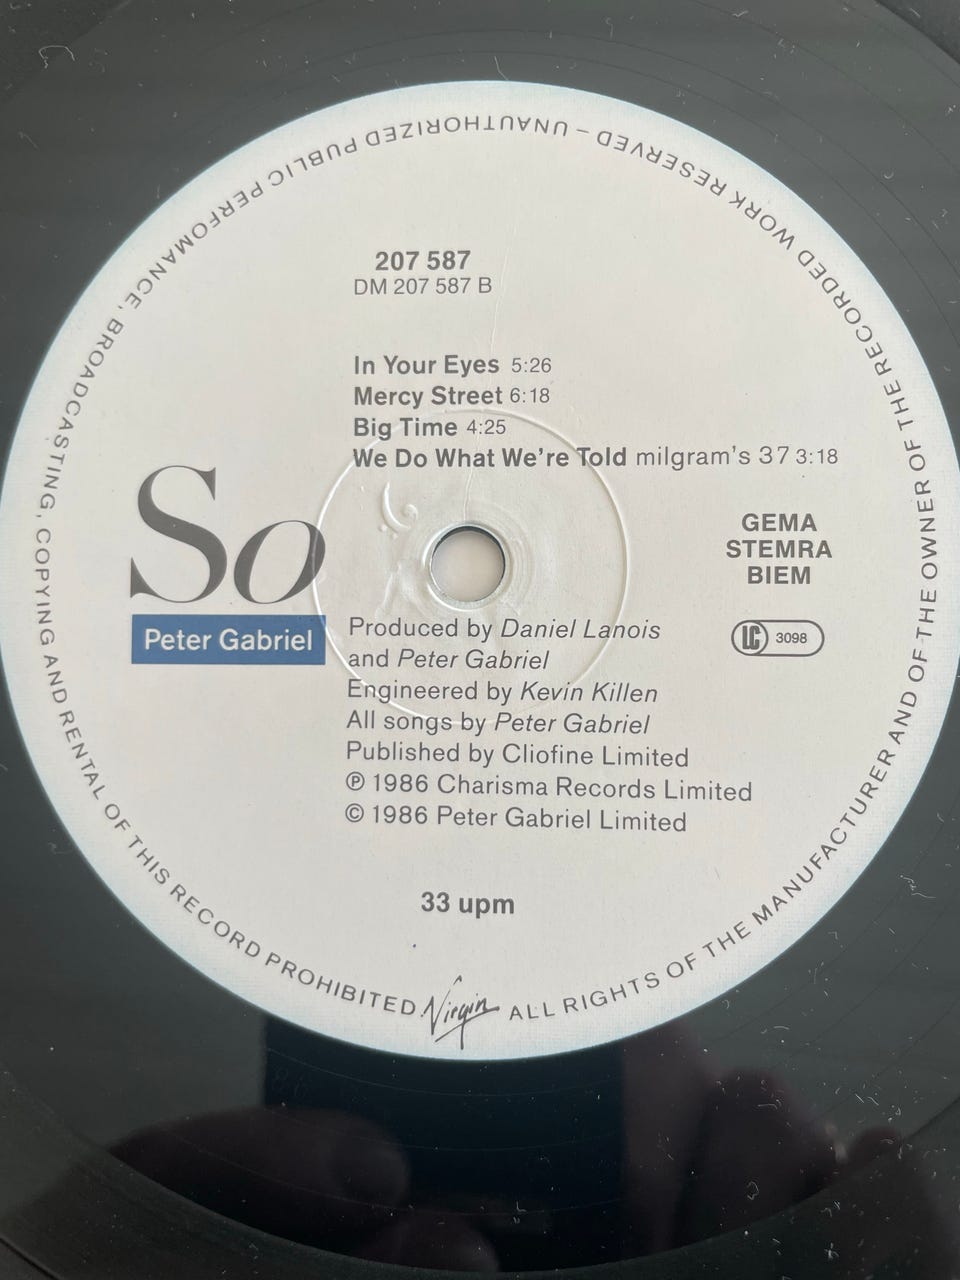 207 587
DM 207 587 B
In Your Eyes 5:26
Mercy Street 6:18
Big Time 4:25
We Do What We're Told milgram's 37 3:18
So
Peter Gabriel
GEMA
STEMRA
BIEM
LC 3098
Produced by Daniel Lanois
and Peter Gabriel
Engineered by Kevin Killen
All songs by Peter Gabriel
Published by Cliofine Limited
℗ 1986 Charisma Records Limited
© 1986 Peter Gabriel Limited
33 upm
Virgin
ALL RIGHTS OF THE MANUFACTURER AND OF THE OWNER OF THE RECORDED WORK RESERVED – UNAUTHORIZED PUBLIC PERFOMANCE, BROADCASTING, COPYING AND RENTAL OF THIS RECORD PROHIBITED